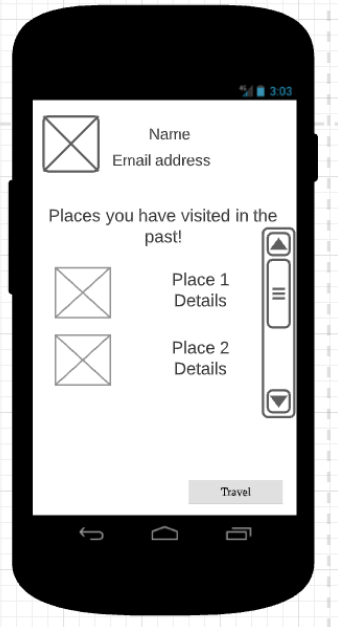 4G 3:03
Name
Email address
Places you have visited in the
past!
Place 1
Details
Place 2
Details
Travel